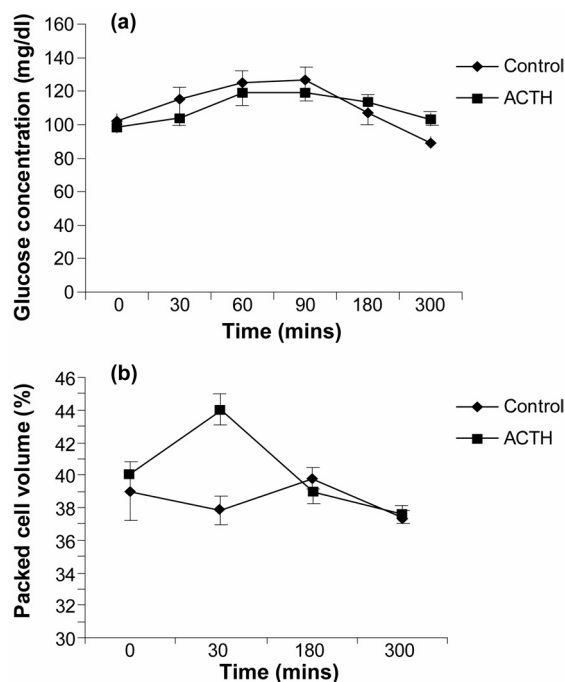 (a)
Glucose concentration (mg/dl)
160
140
120
100
80
60
40
20
0
0 30 60 90 180 300
Time (mins)
Control
ACTH
(b)
Packed cell volume (%)
46
44
42
40
38
36
34
32
30
0 30 180 300
Time (mins)
Control
ACTH